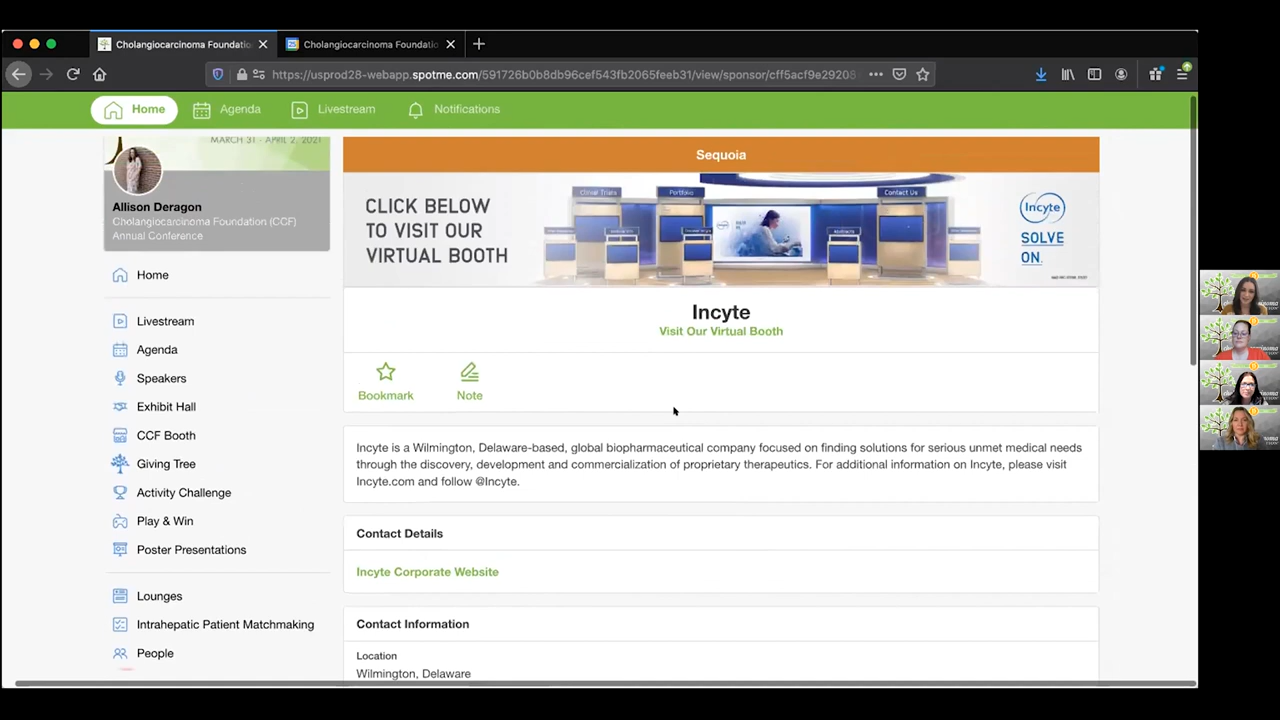 Cholangiocarcinoma Foundatio
Cholangiocarcinoma Foundatio
https://usprod28-webapp.spotme.com/591726b0b8db96cef543fb2065feeb31/view/sponsor/cff5acf9e29208
Home
Agenda
Livestream
Notifications
MARCH 31 - APRIL 2, 2021
Allison Deragon
Cholangiocarcinoma Foundation (CCF)
Annual Conference
Home
Livestream
Agenda
Speakers
Exhibit Hall
CCF Booth
Giving Tree
Activity Challenge
Play & Win
Poster Presentations
Lounges
Intrahepatic Patient Matchmaking
People
Sequoia
CLICK BELOW
TO VISIT OUR
VIRTUAL BOOTH
Clinical Trials
Portfolio
Contact Us
Incyte
SOLVE
ON.
Incyte
Visit Our Virtual Booth
Bookmark
Note
Incyte is a Wilmington, Delaware-based, global biopharmaceutical company focused on finding solutions for serious unmet medical needs
through the discovery, development and commercialization of proprietary therapeutics. For additional information on Incyte, please visit
Incyte.com and follow @Incyte.
Contact Details
Incyte Corporate Website
Contact Information
Location
Wilmington, Delaware